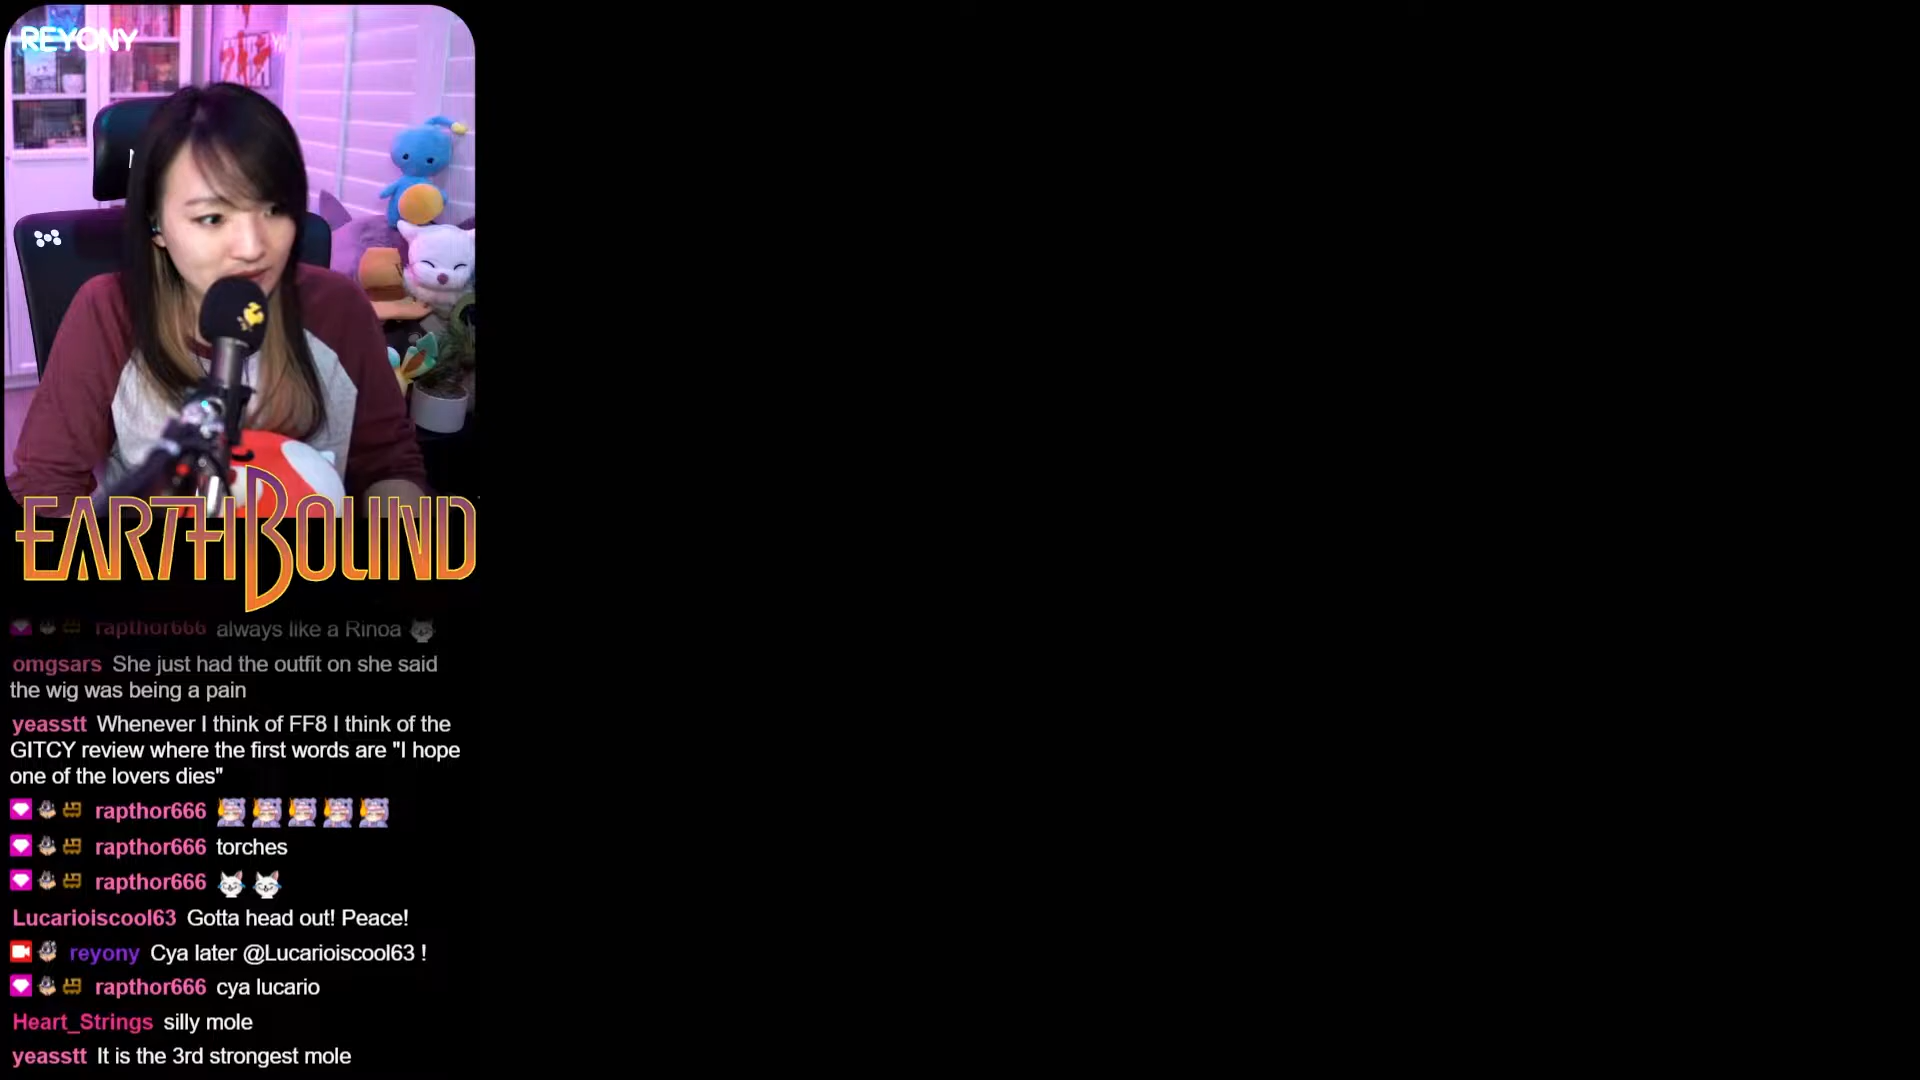 REYONY
EARTHBOUND
rapthor666 always like a Rinoa
omgsars She just had the outfit on she said
the wig was being a pain
yeasstt Whenever I think of FF8 I think of the
GITCY review where the first words are "I hope
one of the lovers dies"
rapthor666
rapthor666 torches
rapthor666
Lucarioiscool63 Gotta head out! Peace!
reyony Cya later @Lucarioiscool63 !
rapthor666 cya lucario
Heart_Strings silly mole
yeasstt It is the 3rd strongest mole